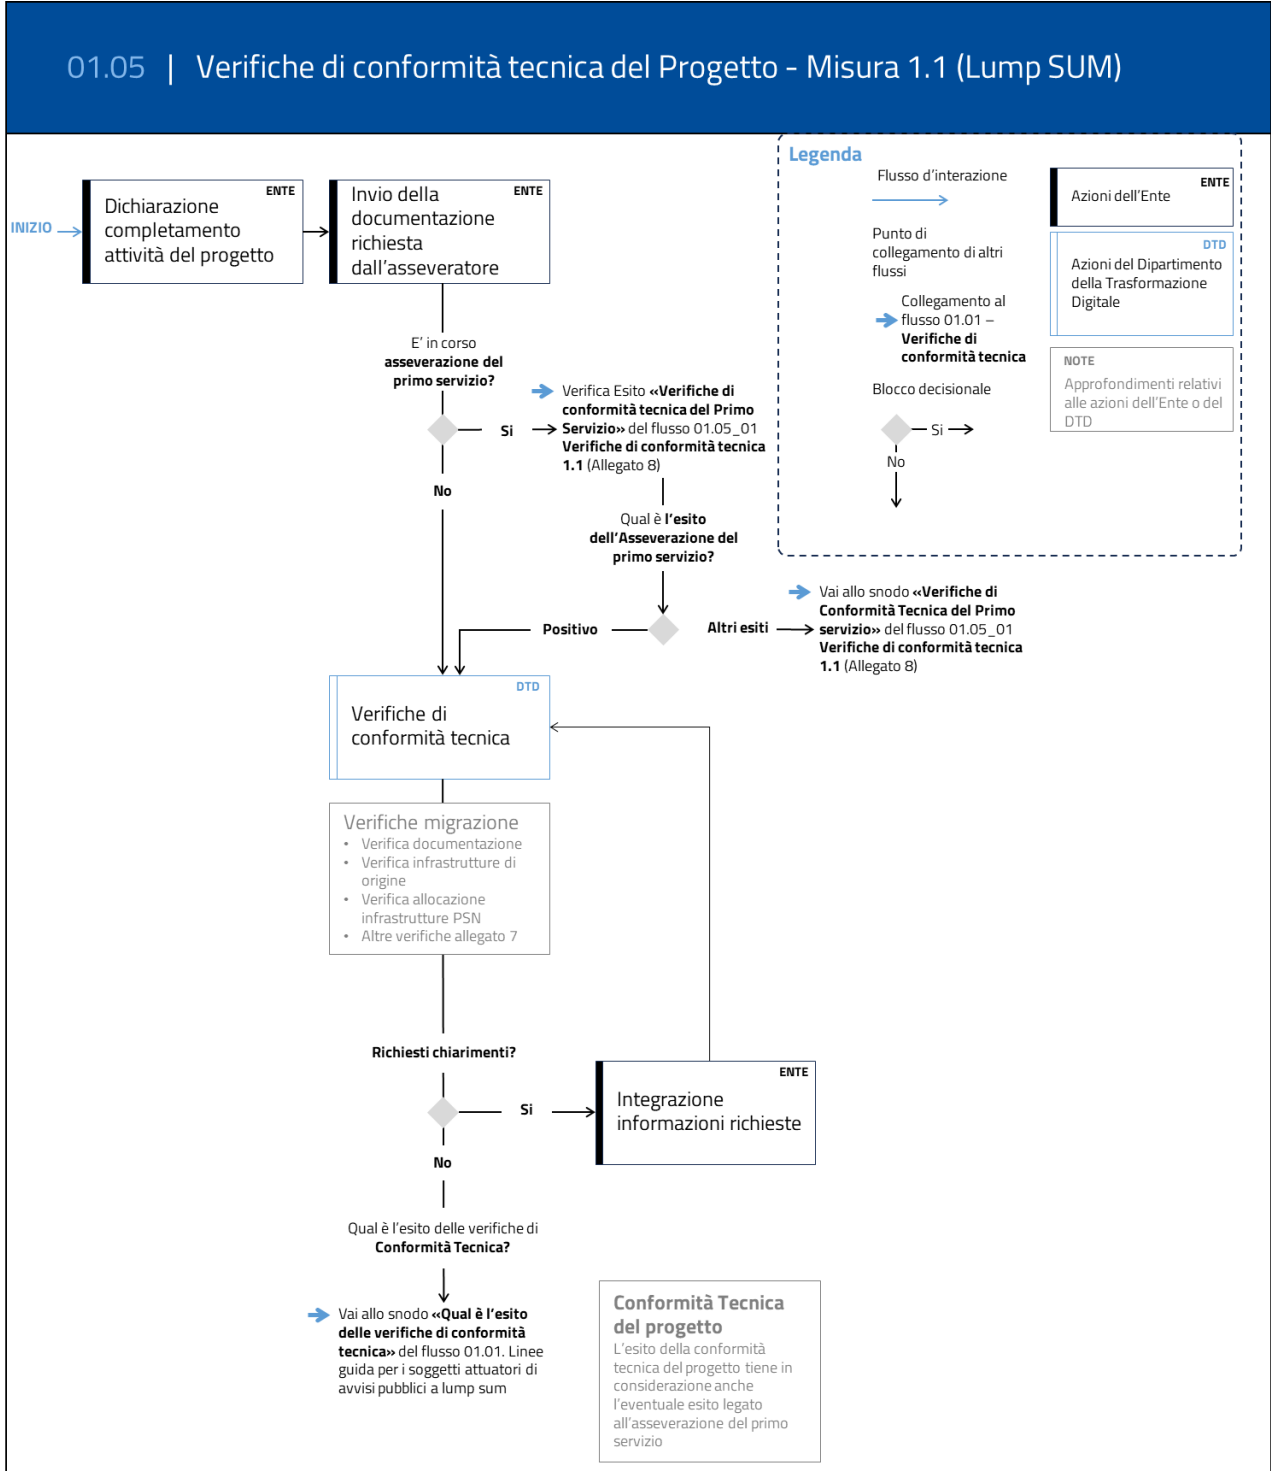 01.05 | Verifiche di conformità tecnica del Progetto - Misura 1.1 (Lump SUM)
INIZIO
ENTE
Dichiarazione
completamento
attività del progetto
ENTE
Invio della
documentazione
richiesta
dall'asseveratore
Legenda
Flusso d'interazione
Punto di
collegamento di altri
flussi
Collegamento al
flusso 01.01 –
Verifiche di
conformità tecnica
Blocco decisionale
Si
No
ENTE
Azioni dell'Ente
DTD
Azioni del Dipartimento
della Trasformazione
Digitale
NOTE
Approfondimenti relativi
alle azioni dell'Ente o del
DTD
E' in corso
asseverazione del
primo servizio?
Si
No
Verifica Esito «Verifiche di
conformità tecnica del Primo
Servizio» del flusso 01.05_01
Verifiche di conformità tecnica
1.1 (Allegato 8)
Qual è l'esito
dell'Asseverazione del
primo servizio?
Positivo
Altri esiti
Vai allo snodo «Verifiche di
Conformità Tecnica del Primo
servizio» del flusso 01.05_01
Verifiche di conformità tecnica
1.1 (Allegato 8)
DTD
Verifiche di
conformità tecnica
Verifiche migrazione
• Verifica documentazione
• Verifica infrastrutture di
origine
• Verifica allocazione
infrastrutture PSN
• Altre verifiche allegato 7
Richiesti chiarimenti?
Si
ENTE
Integrazione
informazioni richieste
No
Qual è l'esito delle verifiche di
Conformità Tecnica?
Vai allo snodo «Qual è l'esito
delle verifiche di conformità
tecnica» del flusso 01.01. Linee
guida per i soggetti attuatori di
avvisi pubblici a lump sum
Conformità Tecnica
del progetto
L'esito della conformità
tecnica del progetto tiene in
considerazione anche
l'eventuale esito legato
all'asseverazione del primo
servizio